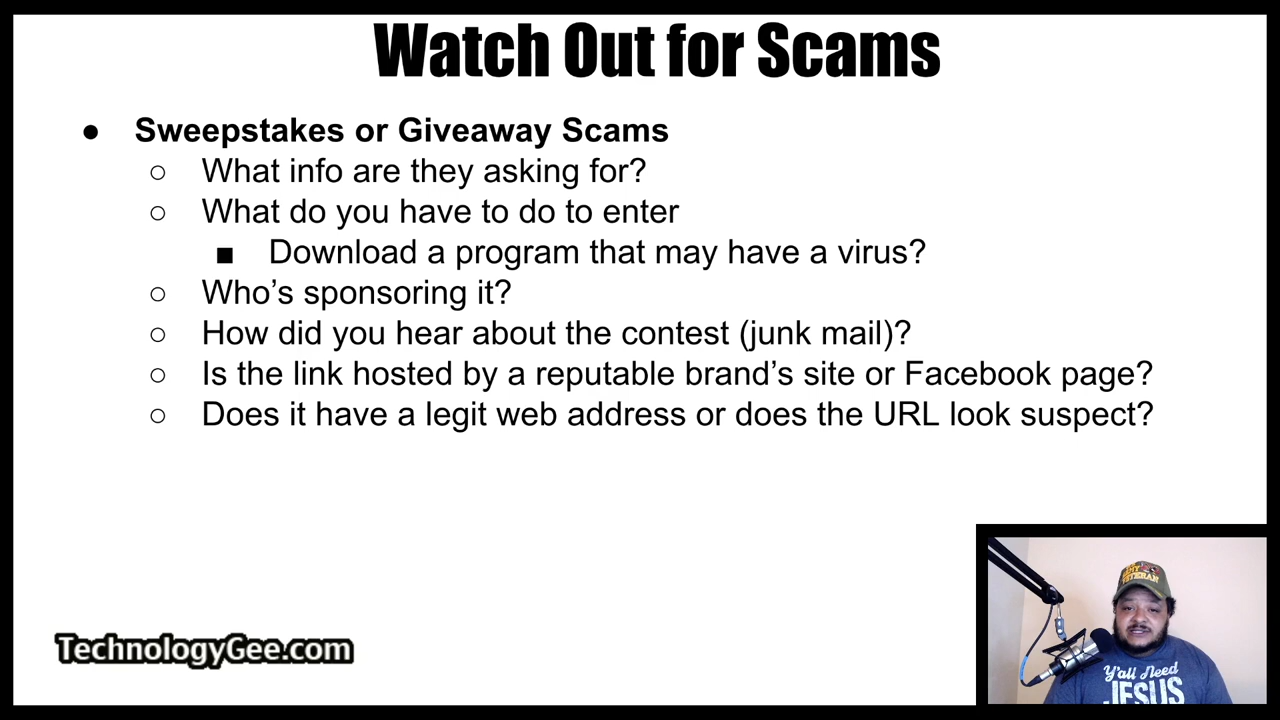 Watch Out for Scams
● Sweepstakes or Giveaway Scams
○ What info are they asking for?
○ What do you have to do to enter
■ Download a program that may have a virus?
○ Who's sponsoring it?
○ How did you hear about the contest (junk mail)?
○ Is the link hosted by a reputable brand's site or Facebook page?
○ Does it have a legit web address or does the URL look suspect?
ARMY
VETERAN
Y'all Need
JESUS
TechnologyGee.com